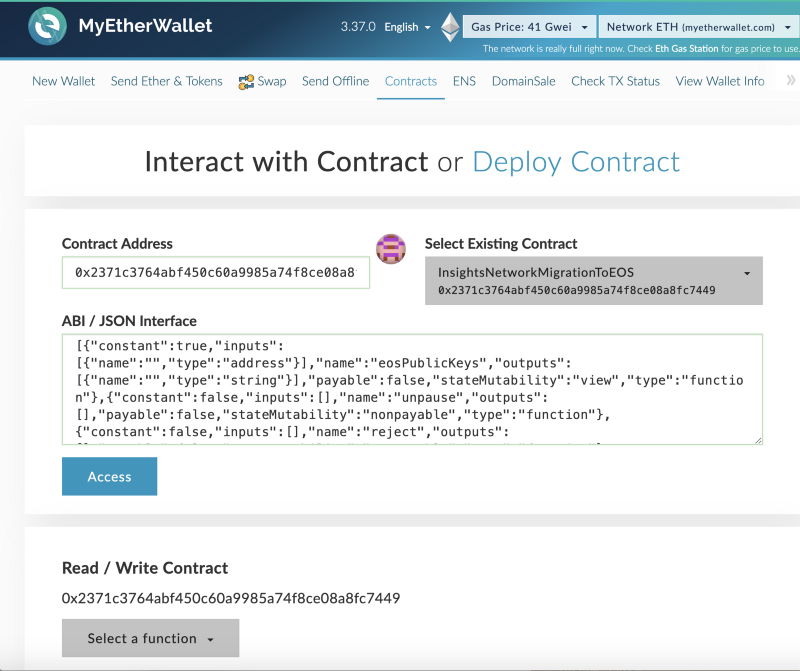 MyEtherWallet
3.37.0 English Gas Price: 41 Gwei Network ETH (myetherwallet.com)
The network is really full right now. Check Eth Gas Station for gas price to use.
New Wallet Send Ether & Tokens Swap Send Offline Contracts ENS DomainSale Check TX Status View Wallet Info »
Interact with Contract or Deploy Contract
Contract Address
0x2371c3764abf450c60a9985a74f8ce08a8
Select Existing Contract
InsightsNetworkMigrationToEOS
0x2371c3764abf450c60a9985a74f8ce08a8fc7449
ABI / JSON Interface
[{"constant":true,"inputs":
[{"name":"","type":"address"}],"name":"eosPublicKeys","outputs":
[{"name":"","type":"string"}],"payable":false,"stateMutability":"view","type":"functio
n"},{"constant":false,"inputs":[],"name":"unpause","outputs":
[],"payable":false,"stateMutability":"nonpayable","type":"function"},
{"constant":false,"inputs":[],"name":"reject","outputs":
Access
Read / Write Contract
0x2371c3764abf450c60a9985a74f8ce08a8fc7449
Select a function